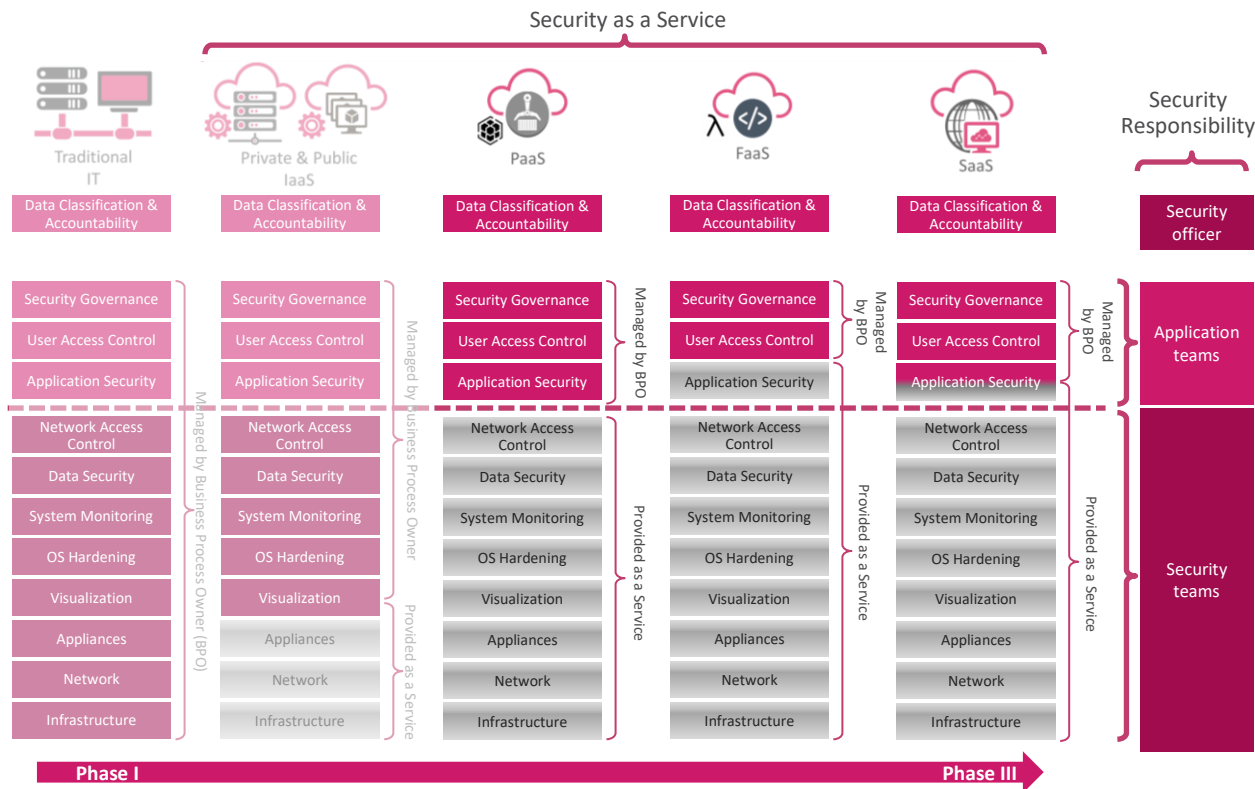 Security as a Service
Traditional
IT
Private & Public
IaaS
PaaS
λ
</>
FaaS
SaaS
Security
Responsibility
Data Classification &
Accountability
Data Classification &
Accountability
Data Classification &
Accountability
Data Classification &
Accountability
Data Classification &
Accountability
Security
officer
Security Governance
User Access Control
Application Security
Network Access
Control
Data Security
System Monitoring
OS Hardening
Visualization
Appliances
Network
Infrastructure
Managed by Business Process Owner (BPO)
Security Governance
User Access Control
Application Security
Network Access
Control
Data Security
System Monitoring
OS Hardening
Visualization
Appliances
Network
Infrastructure
Managed by Business Process Owner
Provided as a Service
Security Governance
User Access Control
Application Security
Network Access
Control
Data Security
System Monitoring
OS Hardening
Visualization
Appliances
Network
Infrastructure
Managed by BPO
Provided as a Service
Security Governance
User Access Control
Application Security
Network Access
Control
Data Security
System Monitoring
OS Hardening
Visualization
Appliances
Network
Infrastructure
Managed
by BPO
Provided as a Service
Security Governance
User Access Control
Application Security
Network Access
Control
Data Security
System Monitoring
OS Hardening
Visualization
Appliances
Network
Infrastructure
Managed
by BPO
Provided as a Service
Application
teams
Security
teams
Phase I
Phase III